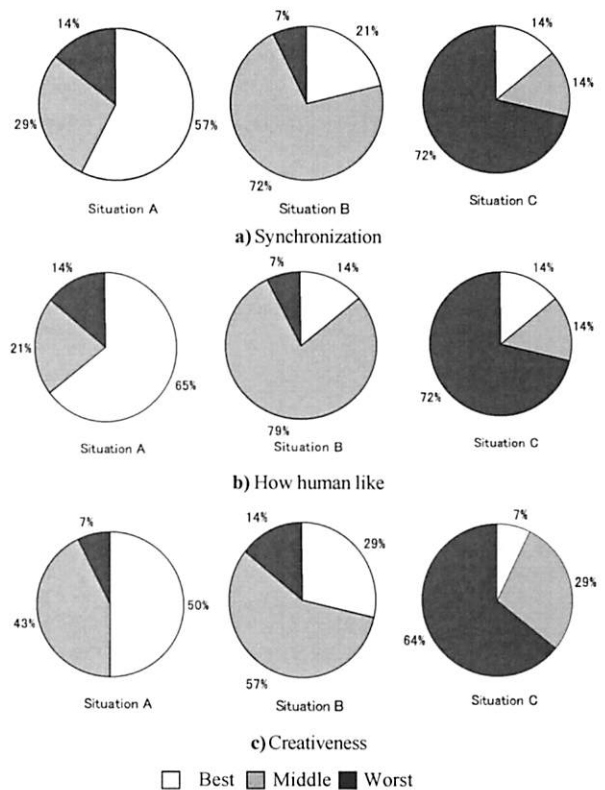 14%
7%
14%
21%
14%
29%
57%
72%
72%
Situation A
Situation B
Situation C
a) Synchronization
14%
7%
14%
14%
14%
21%
65%
72%
79%
Situation A
Situation B
Situation C
b) How human like
7%
14%
29%
7%
29%
43%
50%
57%
64%
Situation A
Situation B
Situation C
c) Creativeness
Best Middle Worst